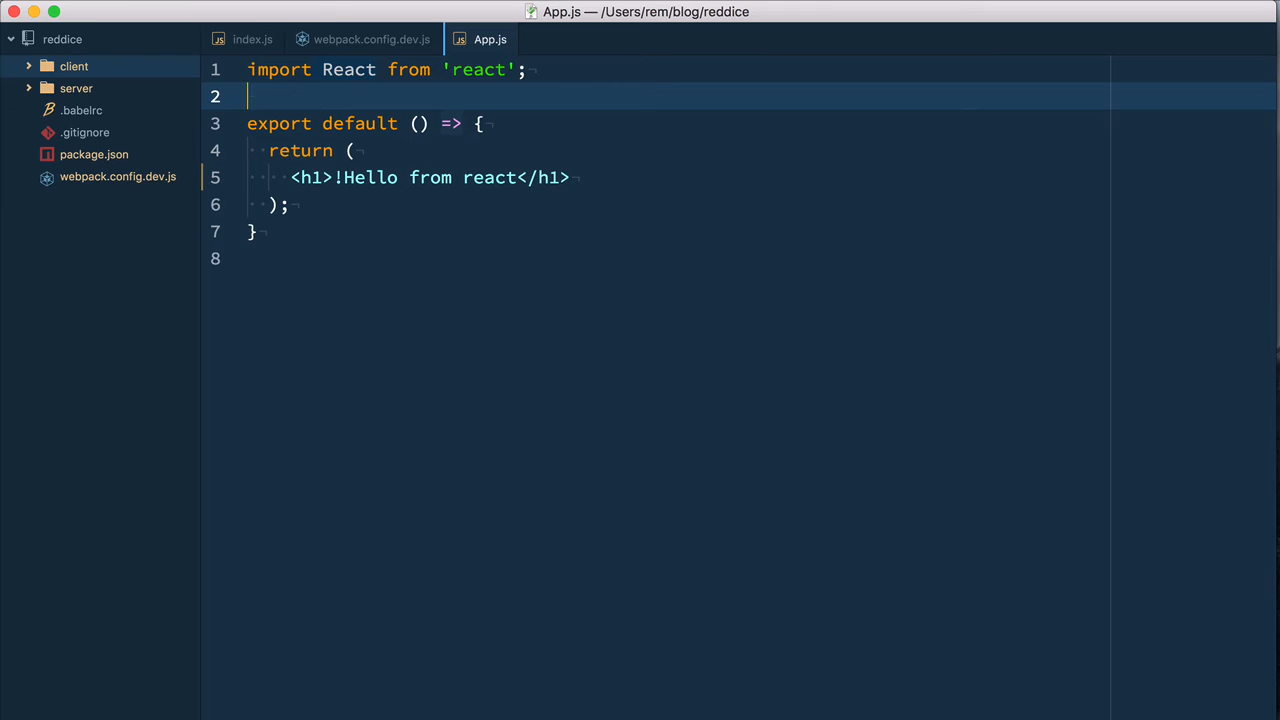 App.js — /Users/rem/blog/reddice
reddice
client
server
.babelrc
.gitignore
package.json
webpack.config.dev.js
index.js
webpack.config.dev.js
App.js
1 import React from 'react';
2
3 export default () => {
4 return (
5 <h1>!Hello from react</h1>
6 );
7 }
8